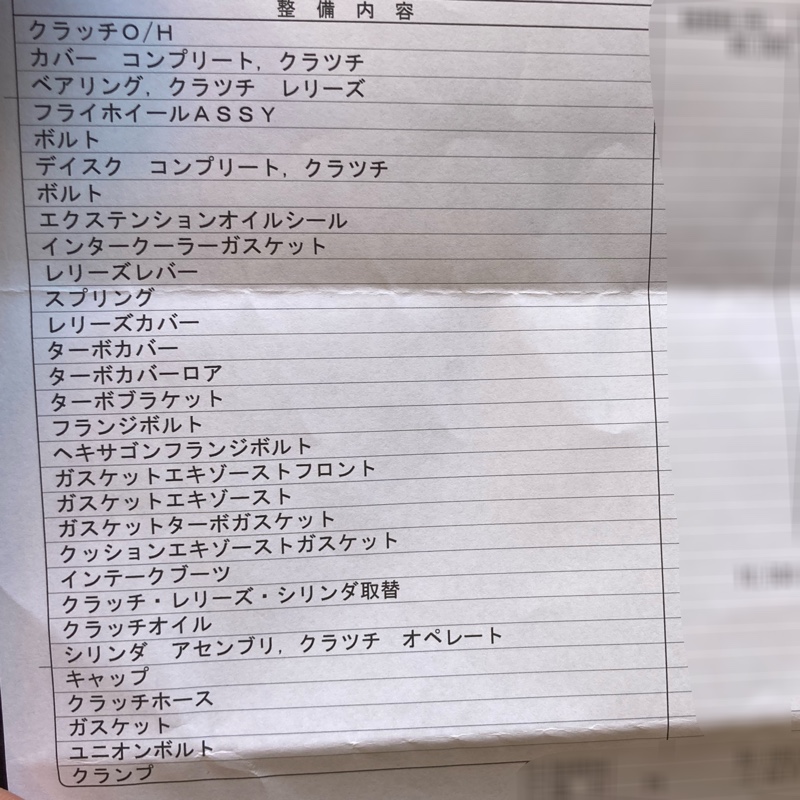 整備内容
クラッチO/H
カバー　コンプリート，クラツチ
ベアリング，クラツチ　レリーズ
フライホイールASSY
ボルト
デイスク　コンプリート，クラツチ
ボルト
エクステンションオイルシール
インタークーラーガスケット
レリーズレバー
スプリング
レリーズカバー
ターボカバー
ターボカバーロア
ターボブラケット
フランジボルト
ヘキサゴンフランジボルト
ガスケットエキゾーストフロント
ガスケットエキゾースト
ガスケットターボガスケット
クッションエキゾーストガスケット
インテークブーツ
クラッチ・レリーズ・シリンダ取替
クラッチオイル
シリンダ　アセンブリ，クラツチ　オペレート
キャップ
クラッチホース
ガスケット
ユニオンボルト
クランプ